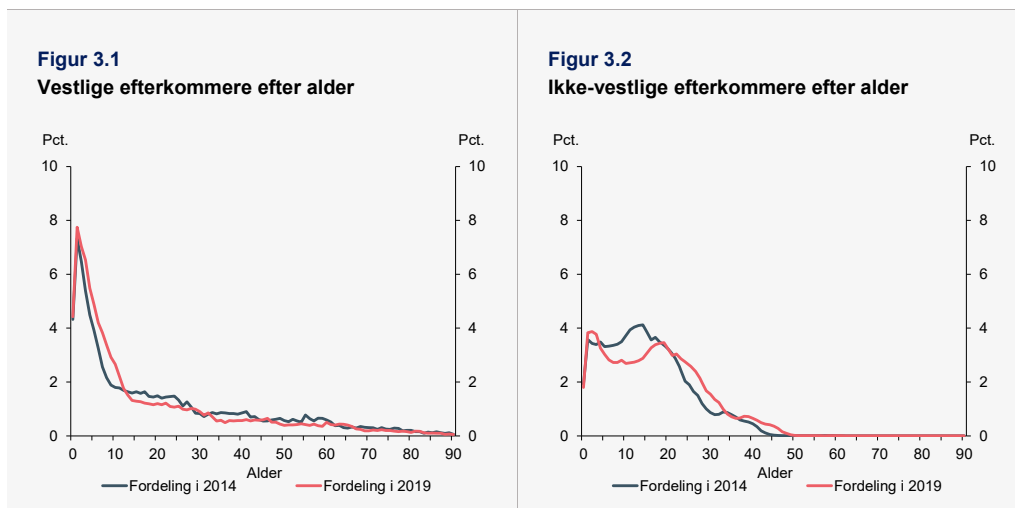 Figur 3.1
Vestlige efterkommere efter alder
Pct. Pct.
10 10
8 8
6 6
4 4
2 2
0 0
0 10 20 30 40 50 60 70 80 90
Alder
Fordeling i 2014 Fordeling i 2019
Figur 3.2
Ikke-vestlige efterkommere efter alder
Pct. Pct.
10 10
8 8
6 6
4 4
2 2
0 0
0 10 20 30 40 50 60 70 80 90
Alder
Fordeling i 2014 Fordeling i 2019